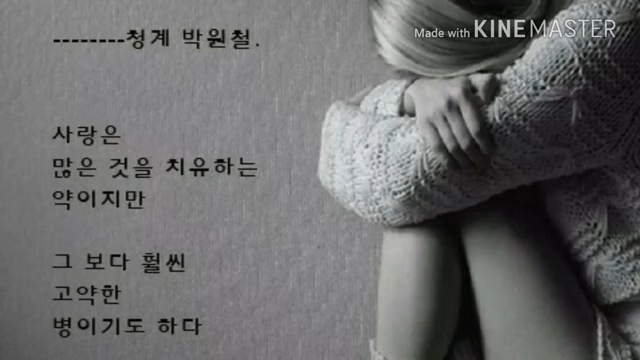 --------청계 박원철.
Made with KINEMASTER
사랑은
많은 것을 치유하는
약이지만
그 보다 훨씬
고약한
병이기도 하다